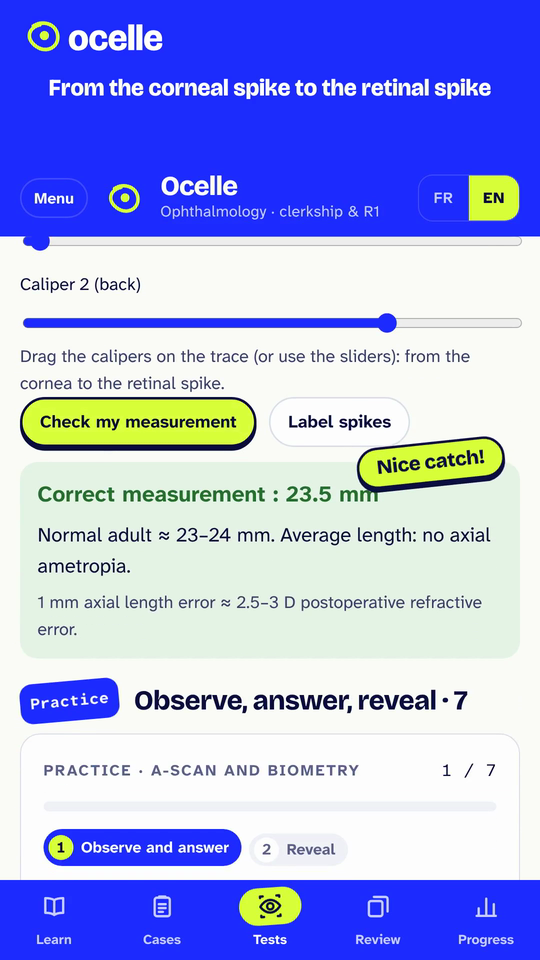 ocelle
From the corneal spike to the retinal spike
Menu
Ocelle
Ophthalmology · clerkship & R1
FR
EN
Caliper 2 (back)
Drag the calipers on the trace (or use the sliders): from the
cornea to the retinal spike.
Check my measurement
Label spikes
Nice catch!
Correct measurement : 23.5 mm
Normal adult ≈ 23–24 mm. Average length: no axial
ametropia.
1 mm axial length error ≈ 2.5–3 D postoperative refractive
error.
Practice
Observe, answer, reveal · 7
PRACTICE · A-SCAN AND BIOMETRY
1 / 7
1 Observe and answer
2 Reveal
Learn
Cases
Tests
Review
Progress